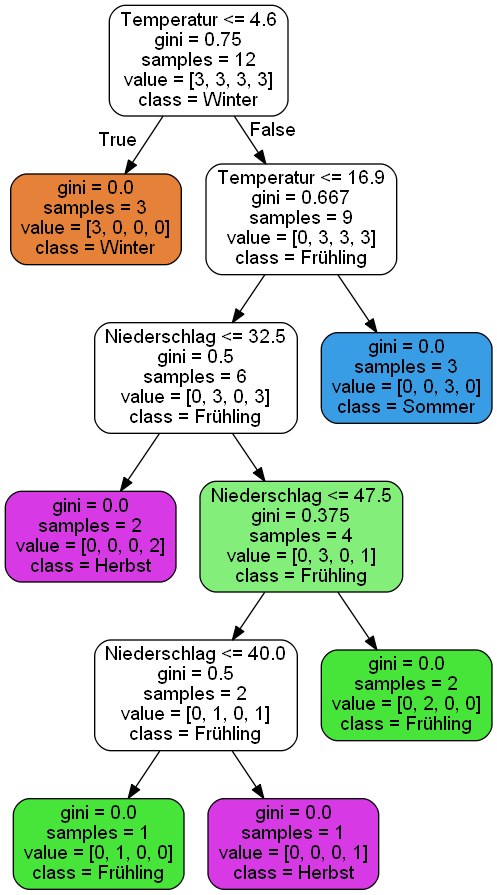 Temperatur <= 4.6
gini = 0.75
samples = 12
value = [3, 3, 3, 3]
class = Winter
True
False
gini = 0.0
samples = 3
value = [3, 0, 0, 0]
class = Winter
Temperatur <= 16.9
gini = 0.667
samples = 9
value = [0, 3, 3, 3]
class = Frühling
Niederschlag <= 32.5
gini = 0.5
samples = 6
value = [0, 3, 0, 3]
class = Frühling
gini = 0.0
samples = 3
value = [0, 0, 3, 0]
class = Sommer
gini = 0.0
samples = 2
value = [0, 0, 0, 2]
class = Herbst
Niederschlag <= 47.5
gini = 0.375
samples = 4
value = [0, 3, 0, 1]
class = Frühling
Niederschlag <= 40.0
gini = 0.5
samples = 2
value = [0, 1, 0, 1]
class = Frühling
gini = 0.0
samples = 2
value = [0, 2, 0, 0]
class = Frühling
gini = 0.0
samples = 1
value = [0, 1, 0, 0]
class = Frühling
gini = 0.0
samples = 1
value = [0, 0, 0, 1]
class = Herbst